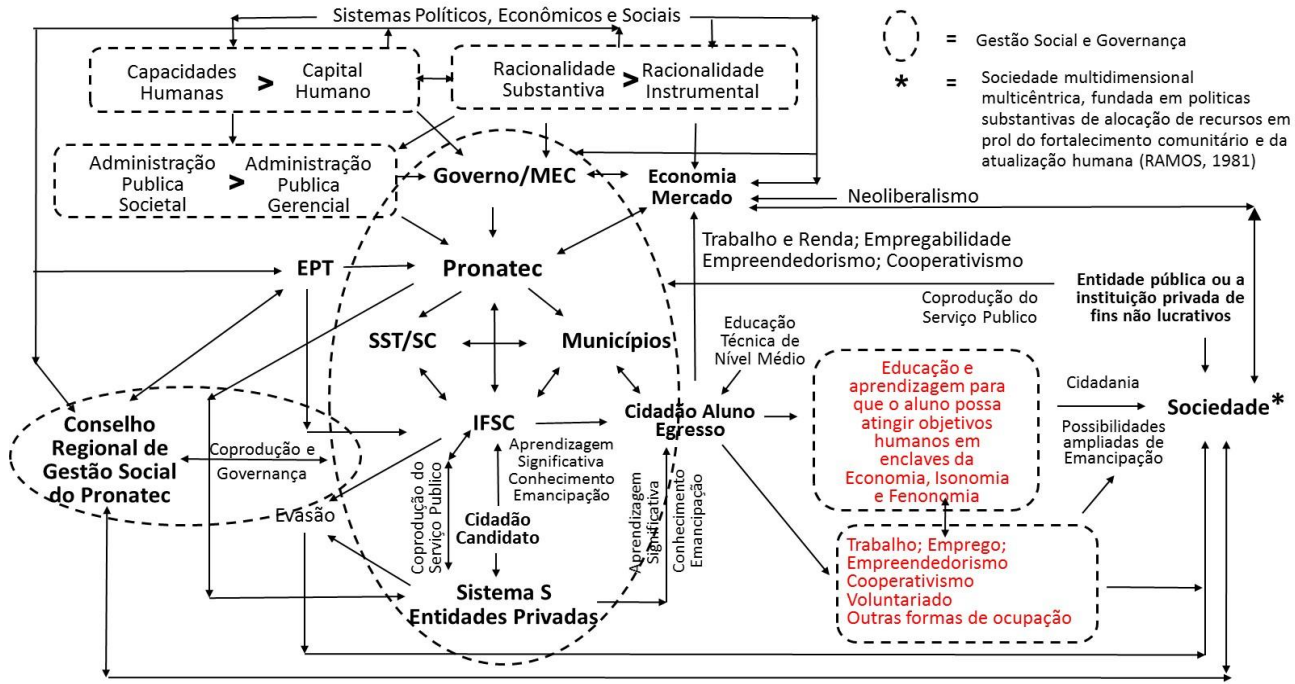 Sistemas Políticos, Econômicos e Sociais
= Gestão Social e Governança
Capacidades
Humanas
>
Capital
Humano
Racionalidade
Substantiva
>
Racionalidade
Instrumental
* =
Sociedade multidimensional
multicêntrica, fundada em politicas
substantivas de alocação de recursos em
prol do fortalecimento comunitário e da
atualização humana (RAMOS, 1981)
Administração
Publica
Societal
>
Administração
Publica
Gerencial
Governo/MEC
Economia
Mercado
Neoliberalismo
Trabalho e Renda; Empregabilidade
Empreendedorismo; Cooperativismo
EPT
Pronatec
Entidade pública ou a
instituição privada de
fins não lucrativos
Coprodução do
Serviço Publico
SST/SC
Municípios
Educação
Técnica de
Nível Médio
Educação e
aprendizagem para
que o aluno possa
atingir objetivos
humanos em
enclaves da
Economia, Isonomia
e Fenonomia
Cidadania
Sociedade*
Possibilidades
ampliadas de
Emancipação
Conselho
Regional de
Gestão Social
do Pronatec
Coprodução e
Governança
IFSC
Cidadão Aluno
Egresso
Aprendizagem
Significativa
Conhecimento
Emancipação
Coprodução do
Serviço Publico
Cidadão
Candidato
Aprendizagem
Significativa
Conhecimento
Emancipação
Evasão
Trabalho; Emprego;
Empreendedorismo
Cooperativismo
Voluntariado
Outras formas de ocupação
Sistema S
Entidades Privadas